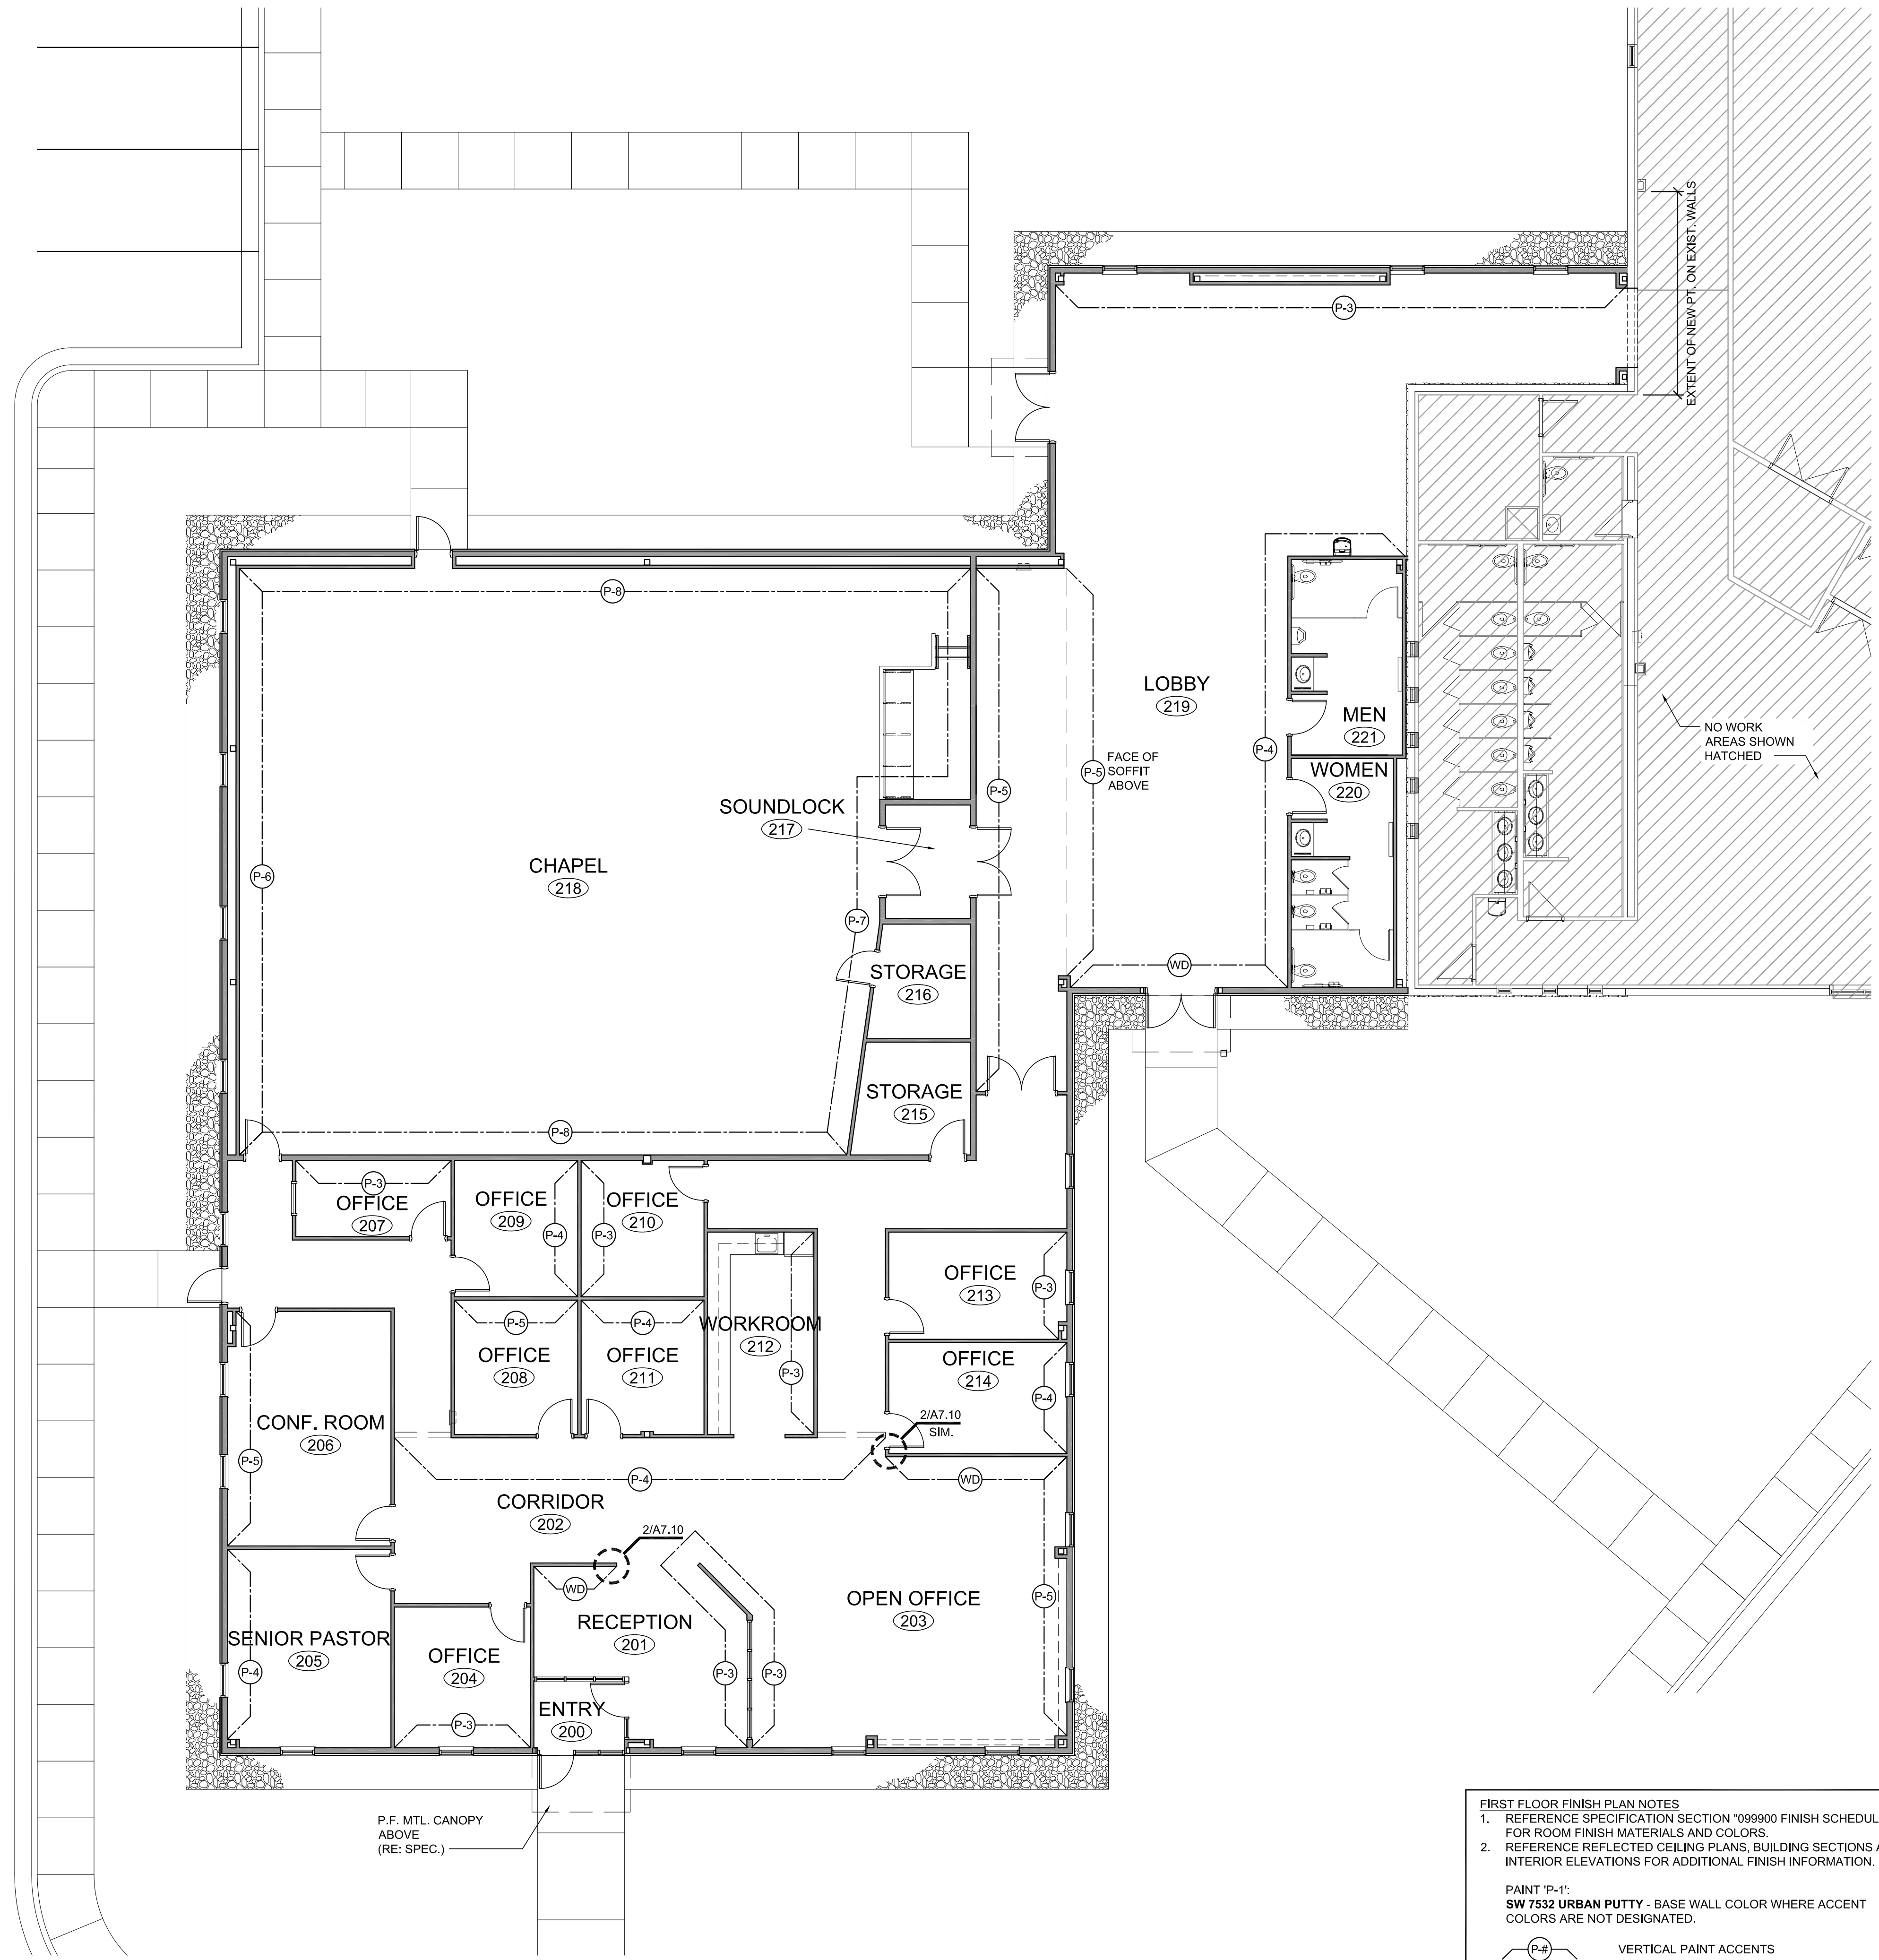 EXTENT OF NEW PT. ON EXIST. WALLS
P-3
P-8
LOBBY
219
MEN
221
NO WORK
AREAS SHOWN
HATCHED
P-4
FACE OF
P-5 SOFFIT
ABOVE
WOMEN
220
P-5
SOUNDLOCK
217
CHAPEL
218
P-6
P-7
WD
STORAGE
216
STORAGE
215
P-8
P-3
OFFICE
207
OFFICE
209
P-4
OFFICE
210
P-3
OFFICE
213
P-3
P-5
OFFICE
208
P-4
OFFICE
211
WORKROOM
212
P-3
OFFICE
214
P-4
2/A7.10
SIM.
CONF. ROOM
206
P-5
P-4
WD
CORRIDOR
202
2/A7.10
WD
RECEPTION
201
OPEN OFFICE
203
P-5
SENIOR PASTOR
205
P-4
OFFICE
204
P-3
P-3
P-3
ENTRY
200
P.F. MTL. CANOPY
ABOVE
(RE: SPEC.)
FIRST FLOOR FINISH PLAN NOTES
1. REFERENCE SPECIFICATION SECTION "099900 FINISH SCHEDUL
FOR ROOM FINISH MATERIALS AND COLORS.
2. REFERENCE REFLECTED CEILING PLANS, BUILDING SECTIONS A
INTERIOR ELEVATIONS FOR ADDITIONAL FINISH INFORMATION.
PAINT 'P-1':
SW 7532 URBAN PUTTY - BASE WALL COLOR WHERE ACCENT
COLORS ARE NOT DESIGNATED.
P-#
VERTICAL PAINT ACCENTS